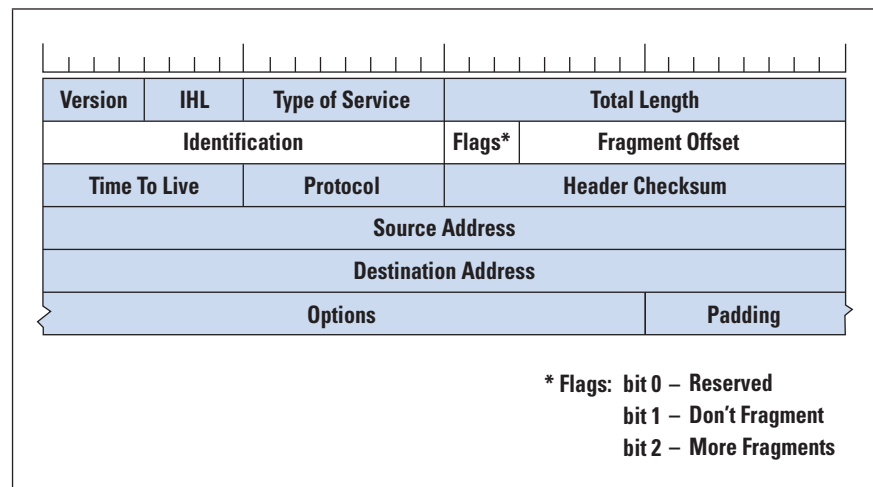 Version IHL Type of Service Total Length
Identification Flags* Fragment Offset
Time To Live Protocol Header Checksum
Source Address
Destination Address
Options Padding
* Flags: bit 0 – Reserved
bit 1 – Don't Fragment
bit 2 – More Fragments